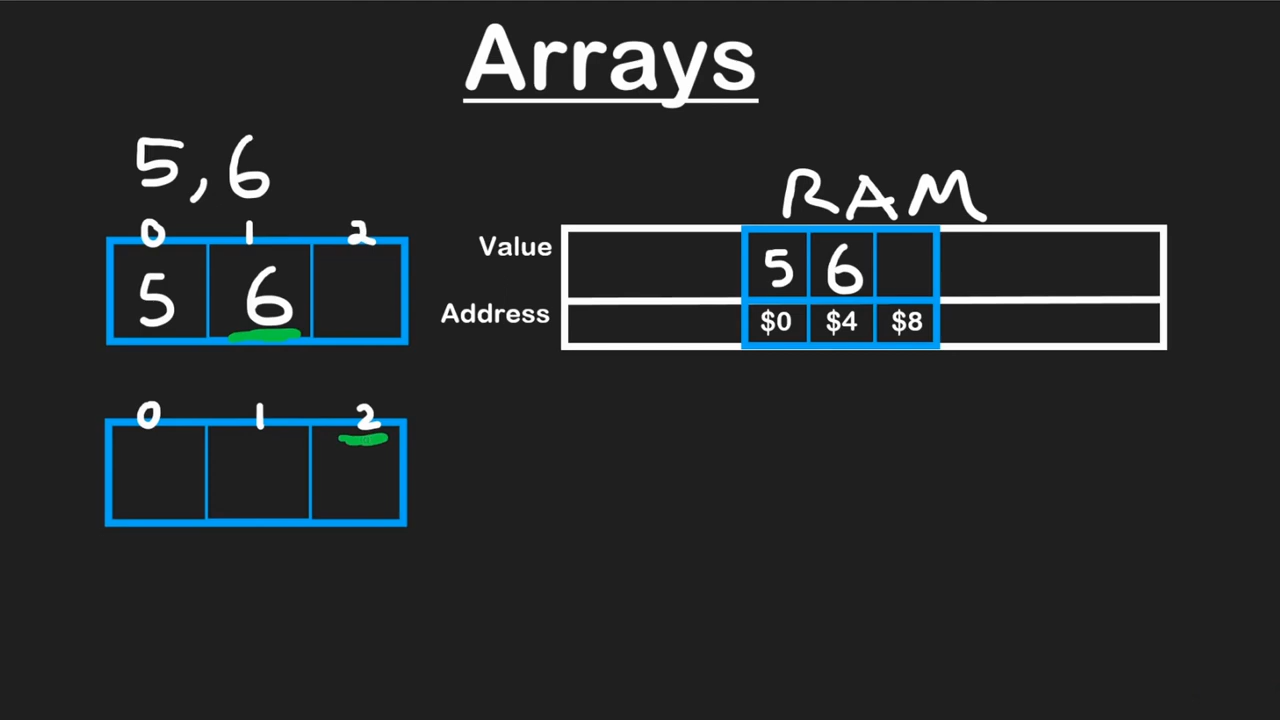 Arrays
5,6
0 1 2
5 6
RAM
Value 5 6
Address $0 $4 $8
0 1 2